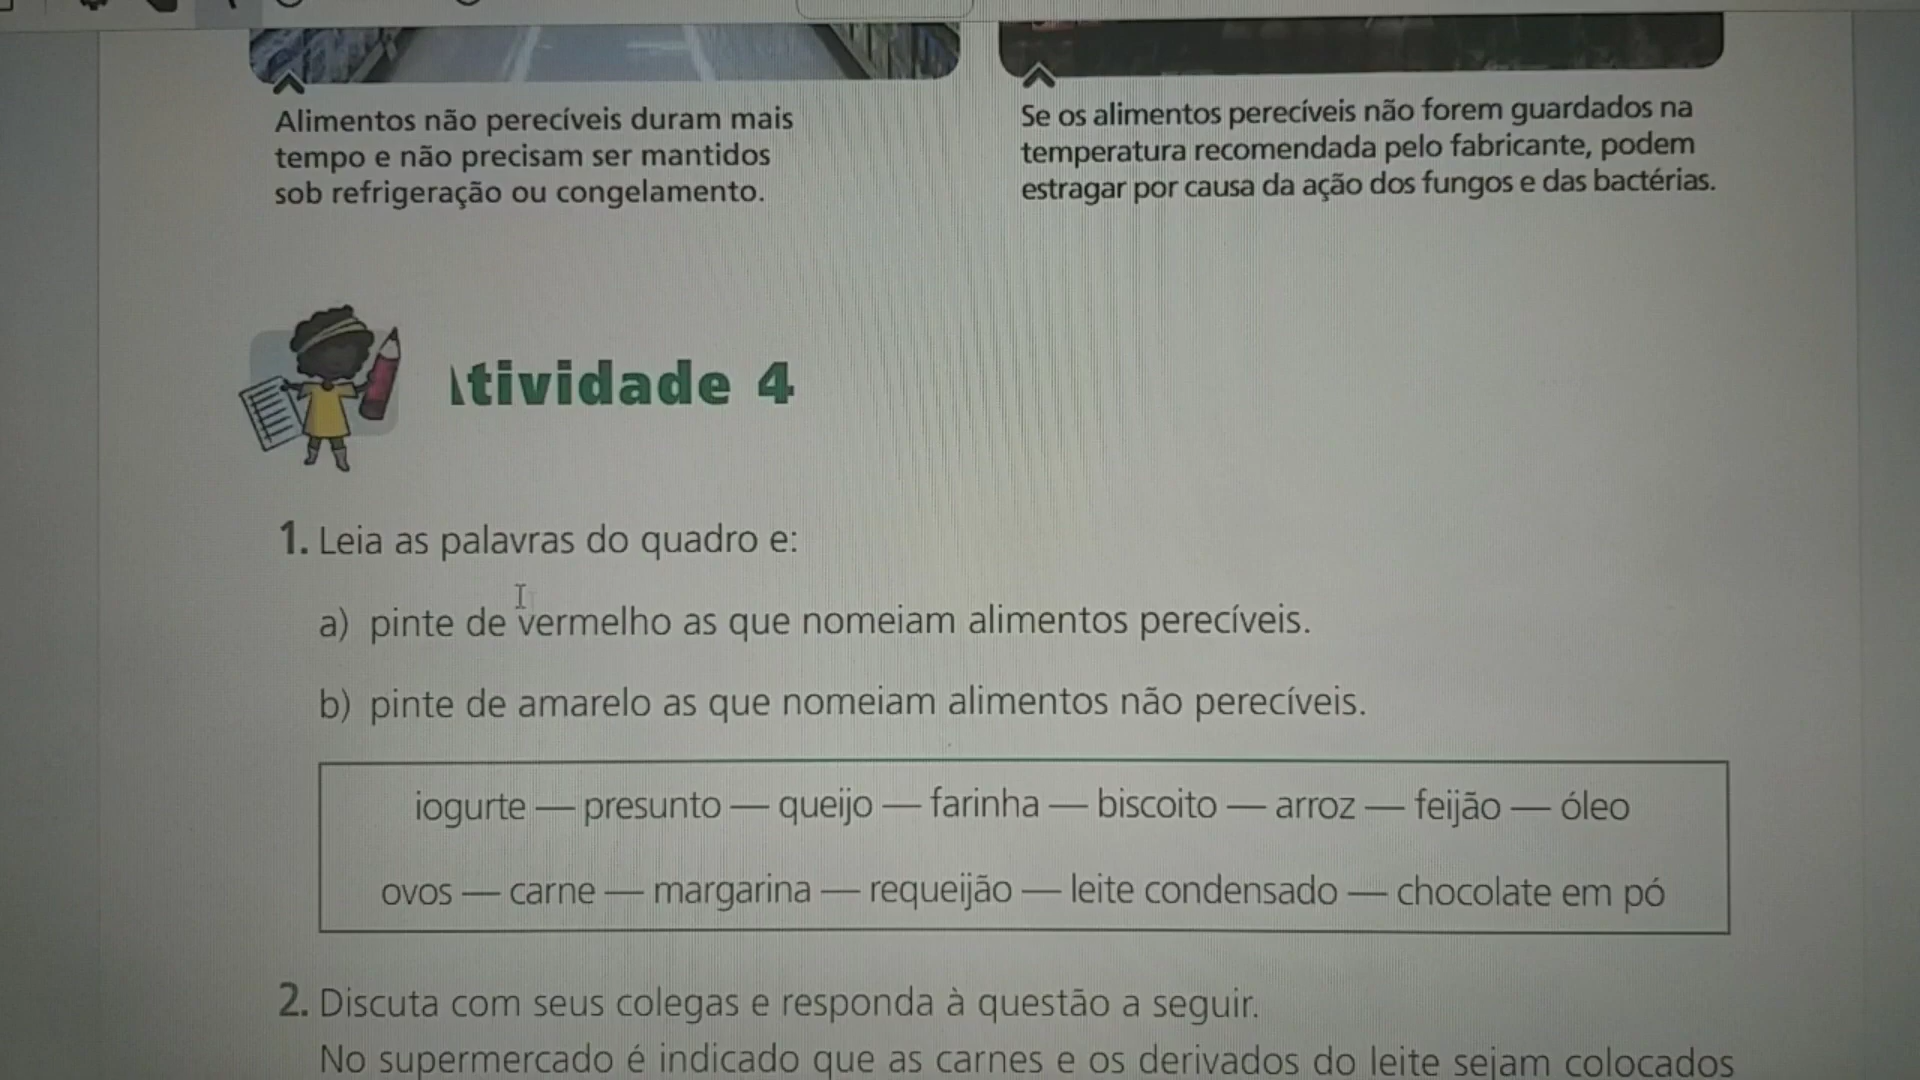 Alimentos não perecíveis duram mais
tempo e não precisam ser mantidos
sob refrigeração ou congelamento.
Se os alimentos perecíveis não forem guardados na
temperatura recomendada pelo fabricante, podem
estragar por causa da ação dos fungos e das bactérias.
Atividade 4
1. Leia as palavras do quadro e:
a) pinte de vermelho as que nomeiam alimentos perecíveis.
b) pinte de amarelo as que nomeiam alimentos não perecíveis.
iogurte — presunto — queijo — farinha — biscoito — arroz — feijão — óleo
ovos — carne — margarina — requeijão — leite condensado — chocolate em pó
2. Discuta com seus colegas e responda à questão a seguir.
No supermercado é indicado que as carnes e os derivados do leite sejam colocados